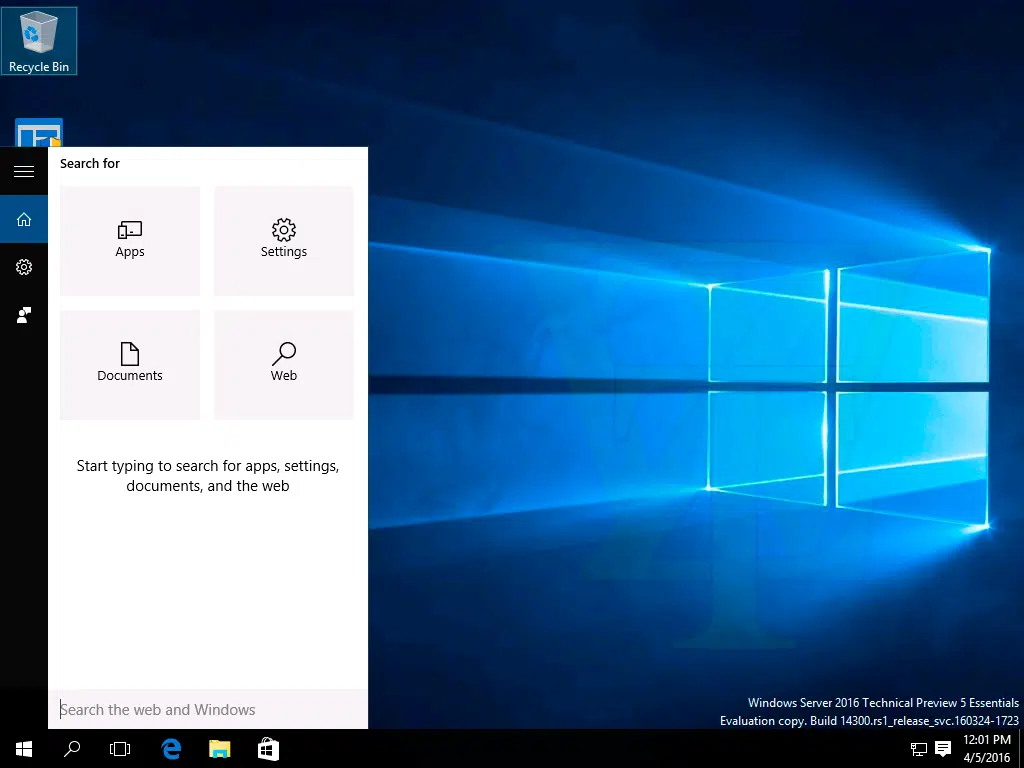 Recycle Bin
Search for
Apps
Settings
Documents
Web
Start typing to search for apps, settings,
documents, and the web
Search the web and Windows
Windows Server 2016 Technical Preview 5 Essentials
Evaluation copy. Build 14300.rs1_release_svc.160324-1723
12:01 PM
4/5/2016